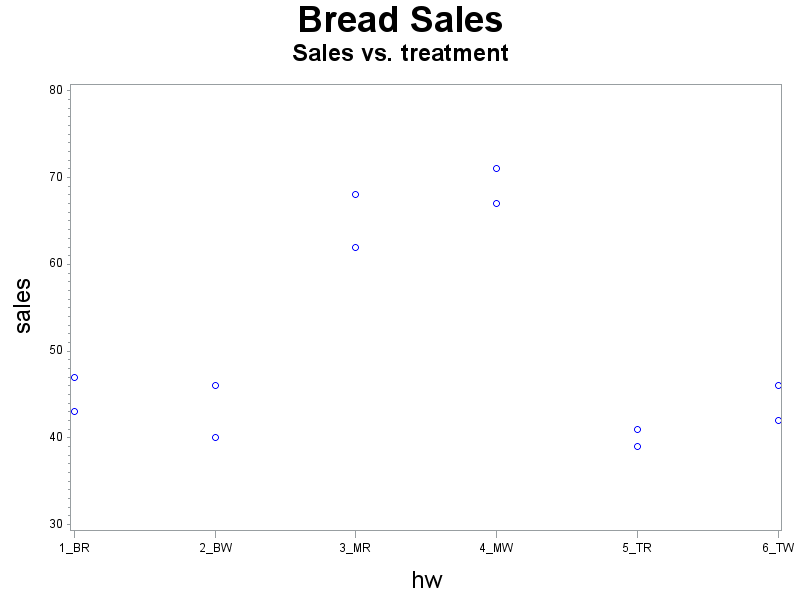 Bread Sales
Sales vs. treatment
80
70
60
50
40
30
sales
1_BR 2_BW 3_MR 4_MW 5_TR 6_TW
hw